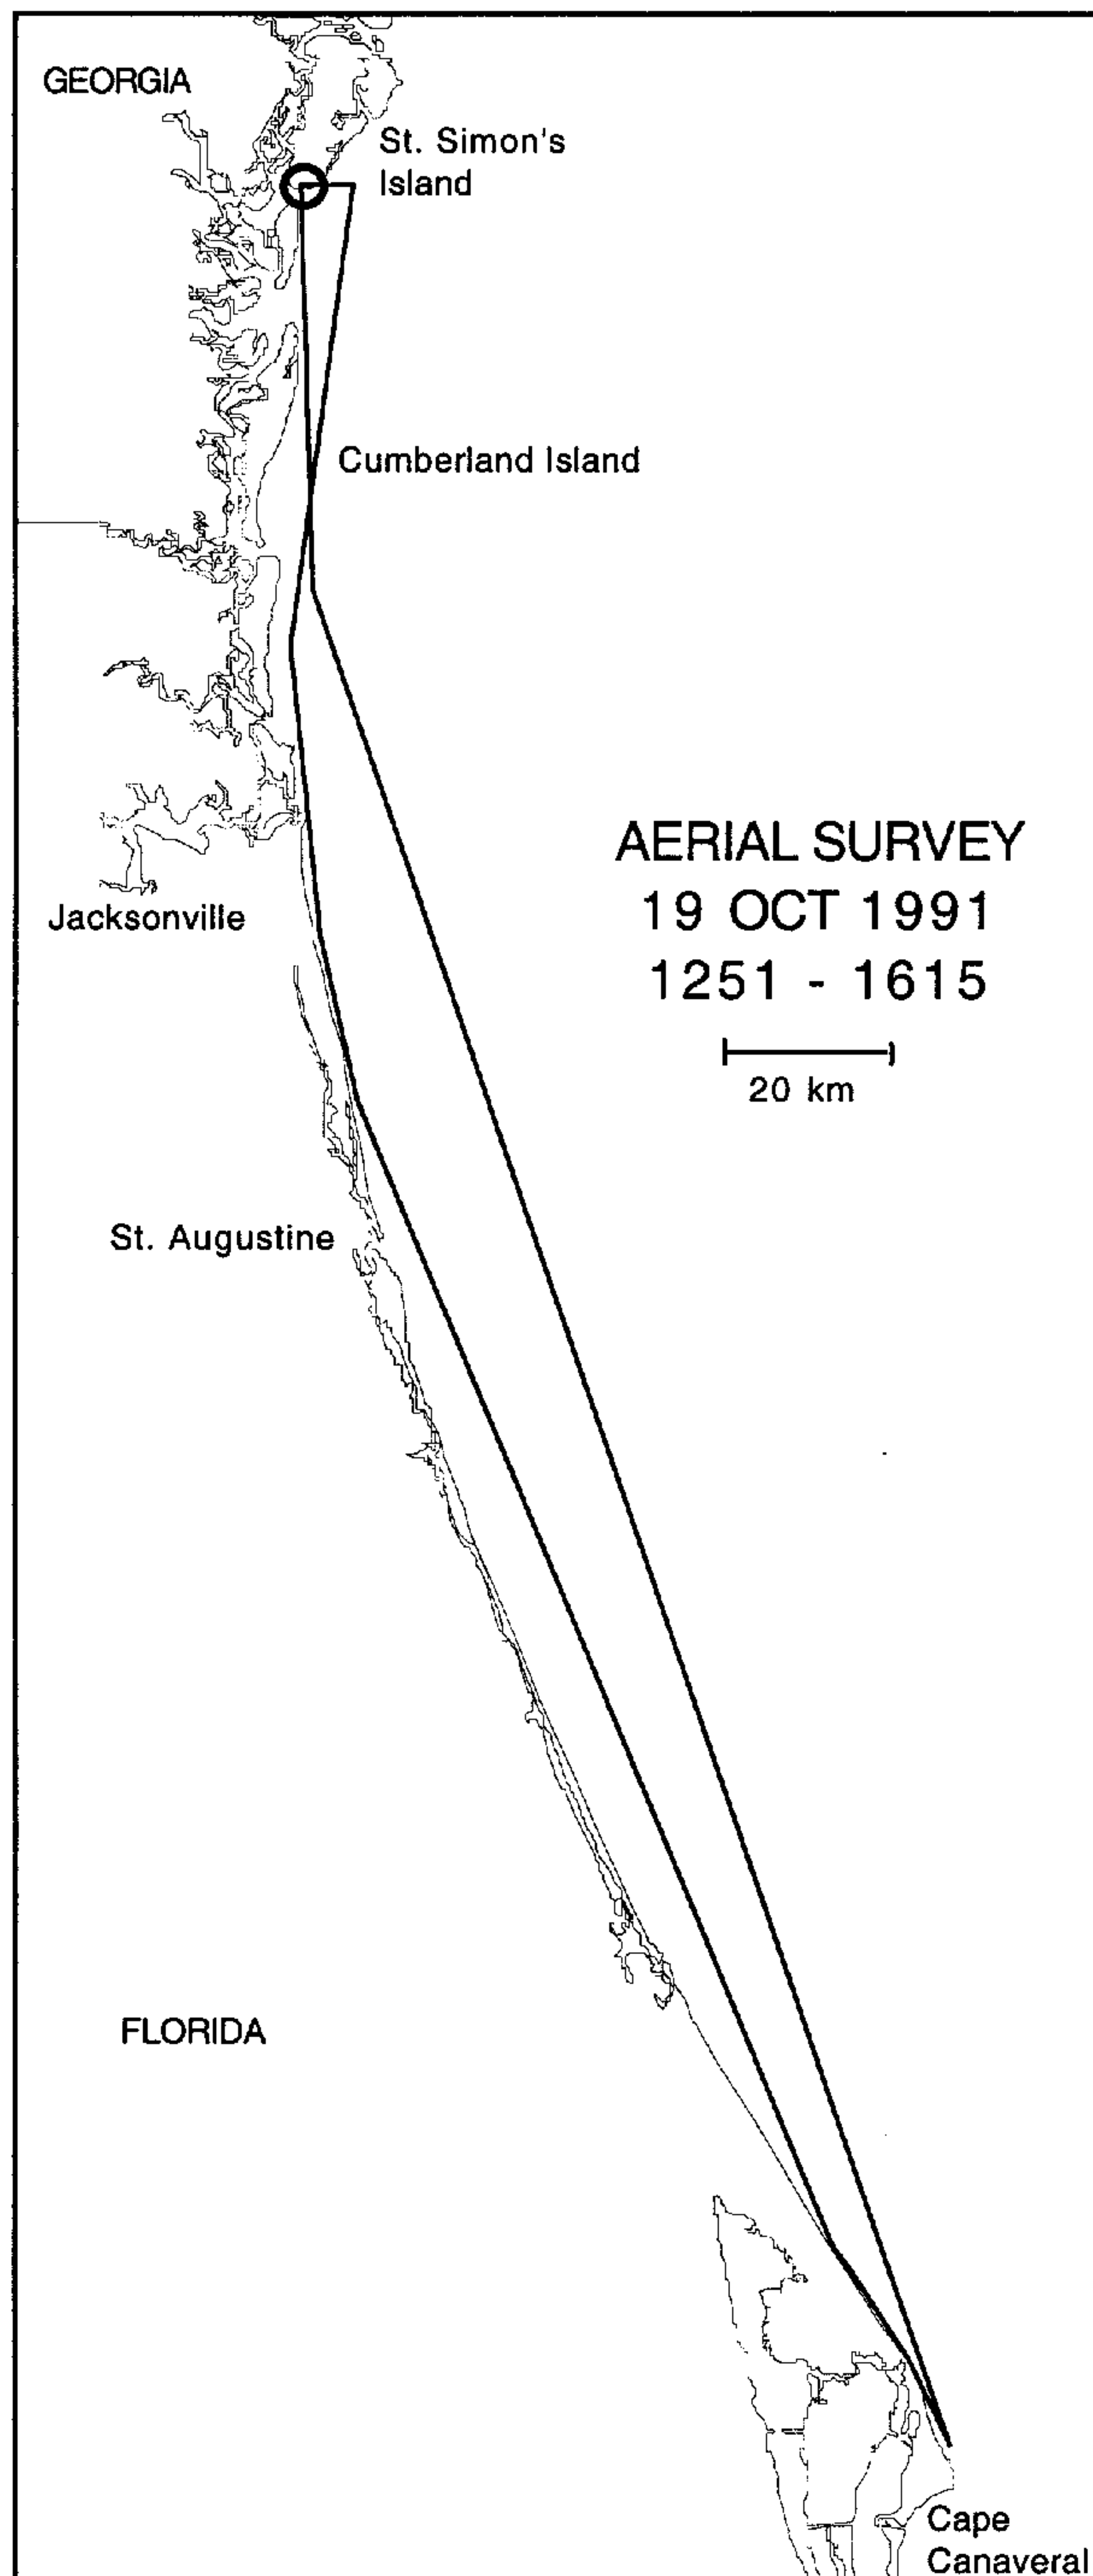 GEORGIA
St. Simon's
Island
Cumberland Island
AERIAL SURVEY
19 OCT 1991
1251 - 1615
20 km
Jacksonville
St. Augustine
FLORIDA
Cape
Canaveral